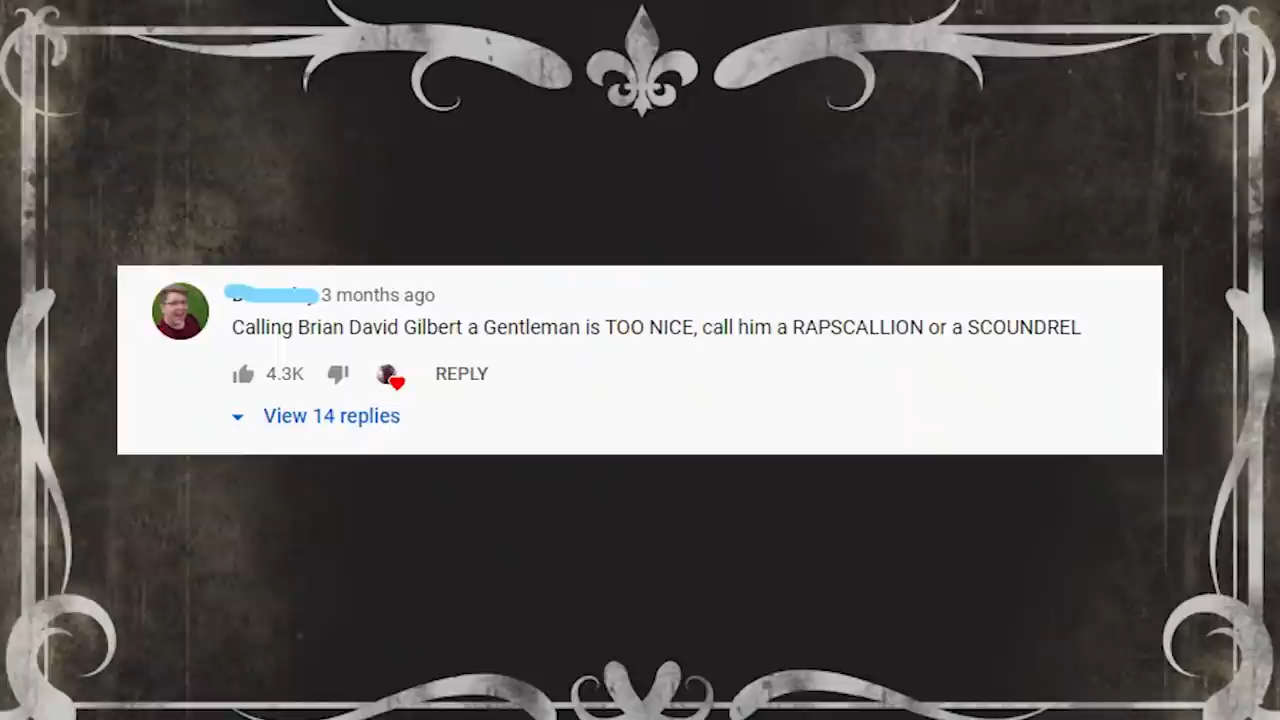 3 months ago
Calling Brian David Gilbert a Gentleman is TOO NICE, call him a RAPSCALLION or a SCOUNDREL
4.3K REPLY
View 14 replies